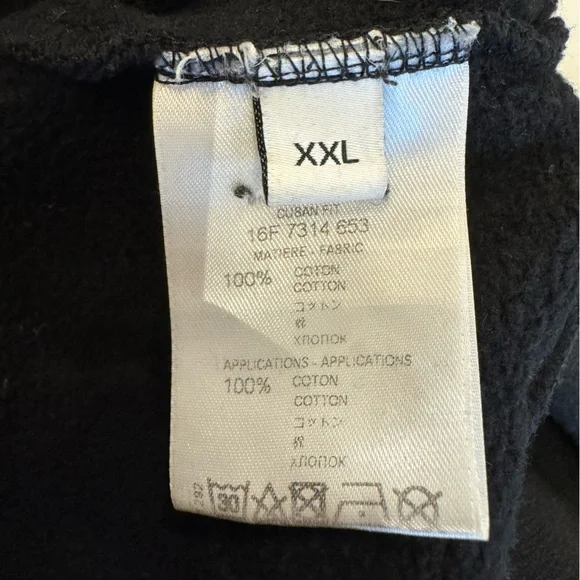 XXL
CUBAN FIT
16F 7314 653
MATIERE - FABRIC
100% COTON
COTTON
コットン
棉
ХЛОПОК
APPLICATIONS - APPLICATIONS
100% COTON
COTTON
コットン
棉
ХЛОПОК
282
30